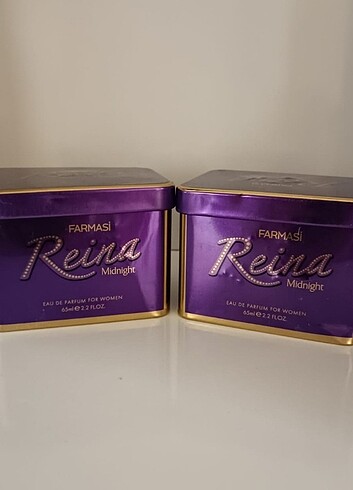 FARMASİ
Reina
Midnight
EAU DE PARFUM FOR WOMEN
65ml ℮ 2.2 FL.OZ.
FARMASİ
Reina
Midnight
EAU DE PARFUM FOR WOMEN
65ml ℮ 2.2 FL.OZ.